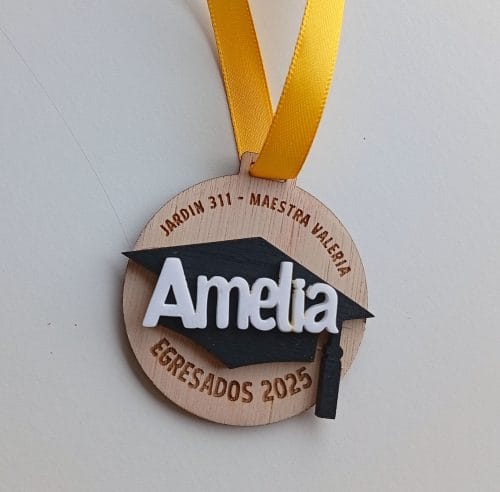 JARDIN 311 - MAESTRA VALERIA
Amelia
EGRESADOS 2025